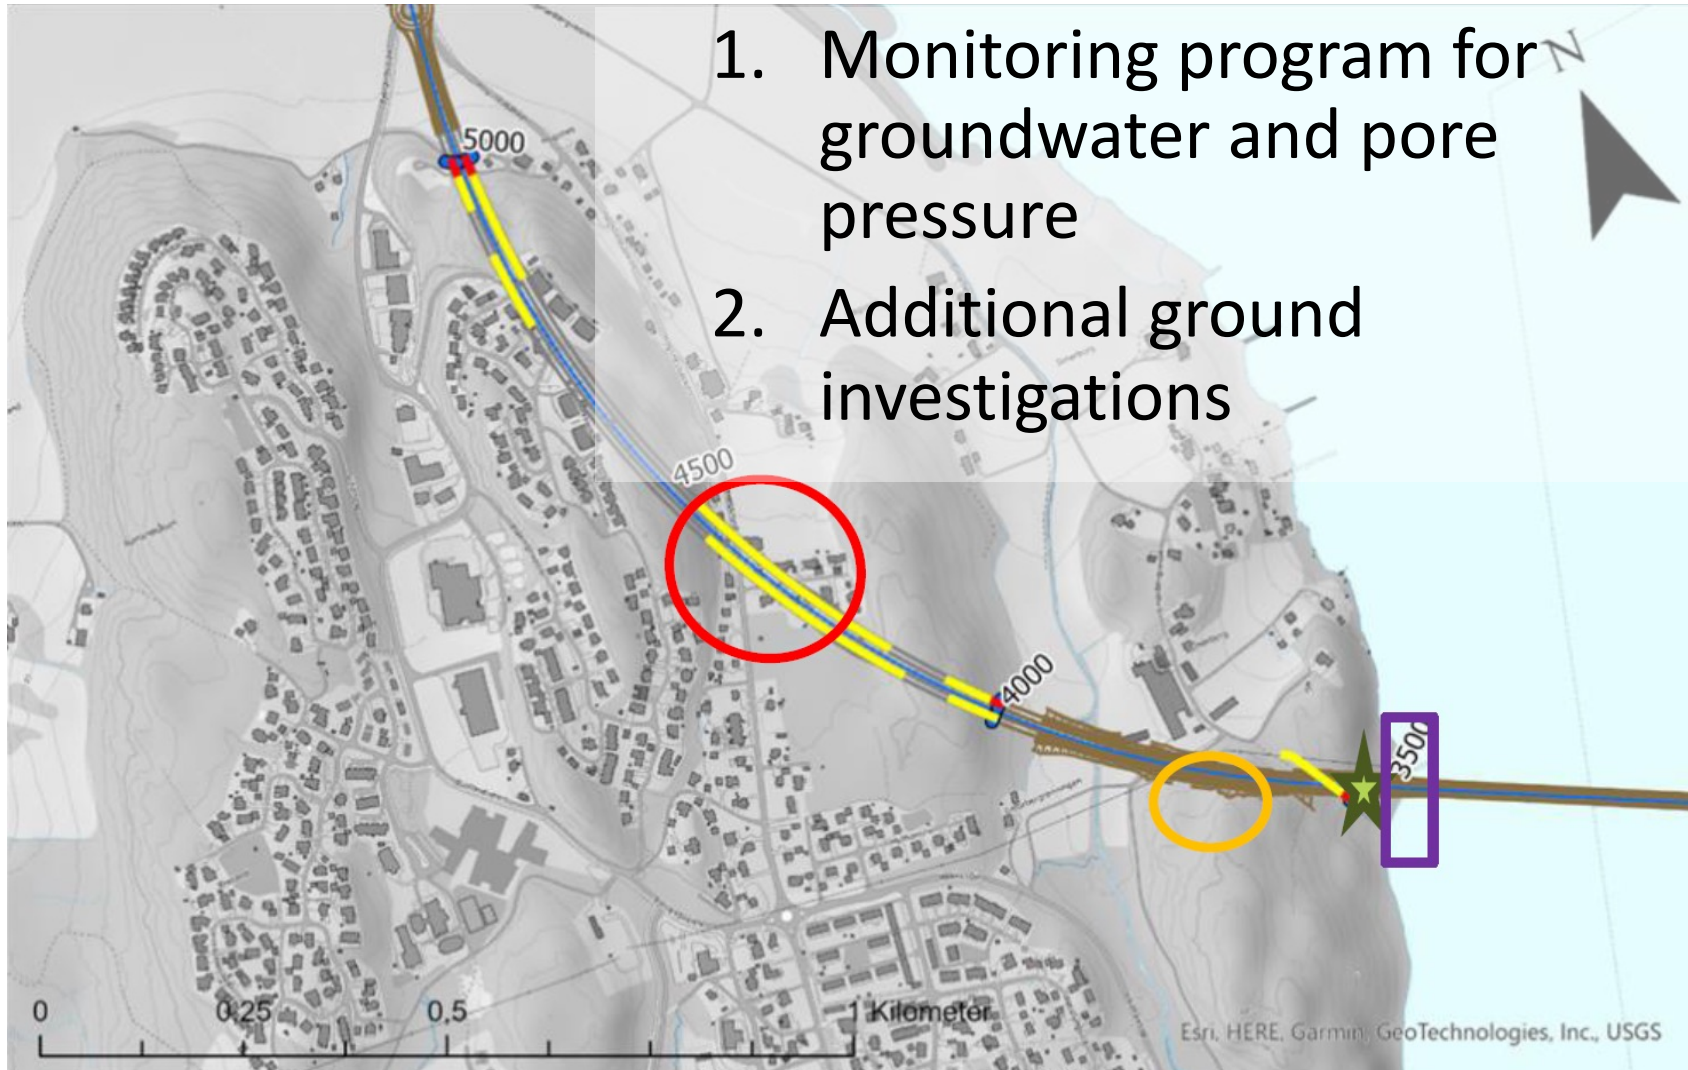 1. Monitoring program for
groundwater and pore
pressure
2. Additional ground
investigations
N
5000
4500
4000
3500
0 0.25 0.5 1 Kilometer
Esri, HERE, Garmin, GeoTechnologies, Inc., USGS